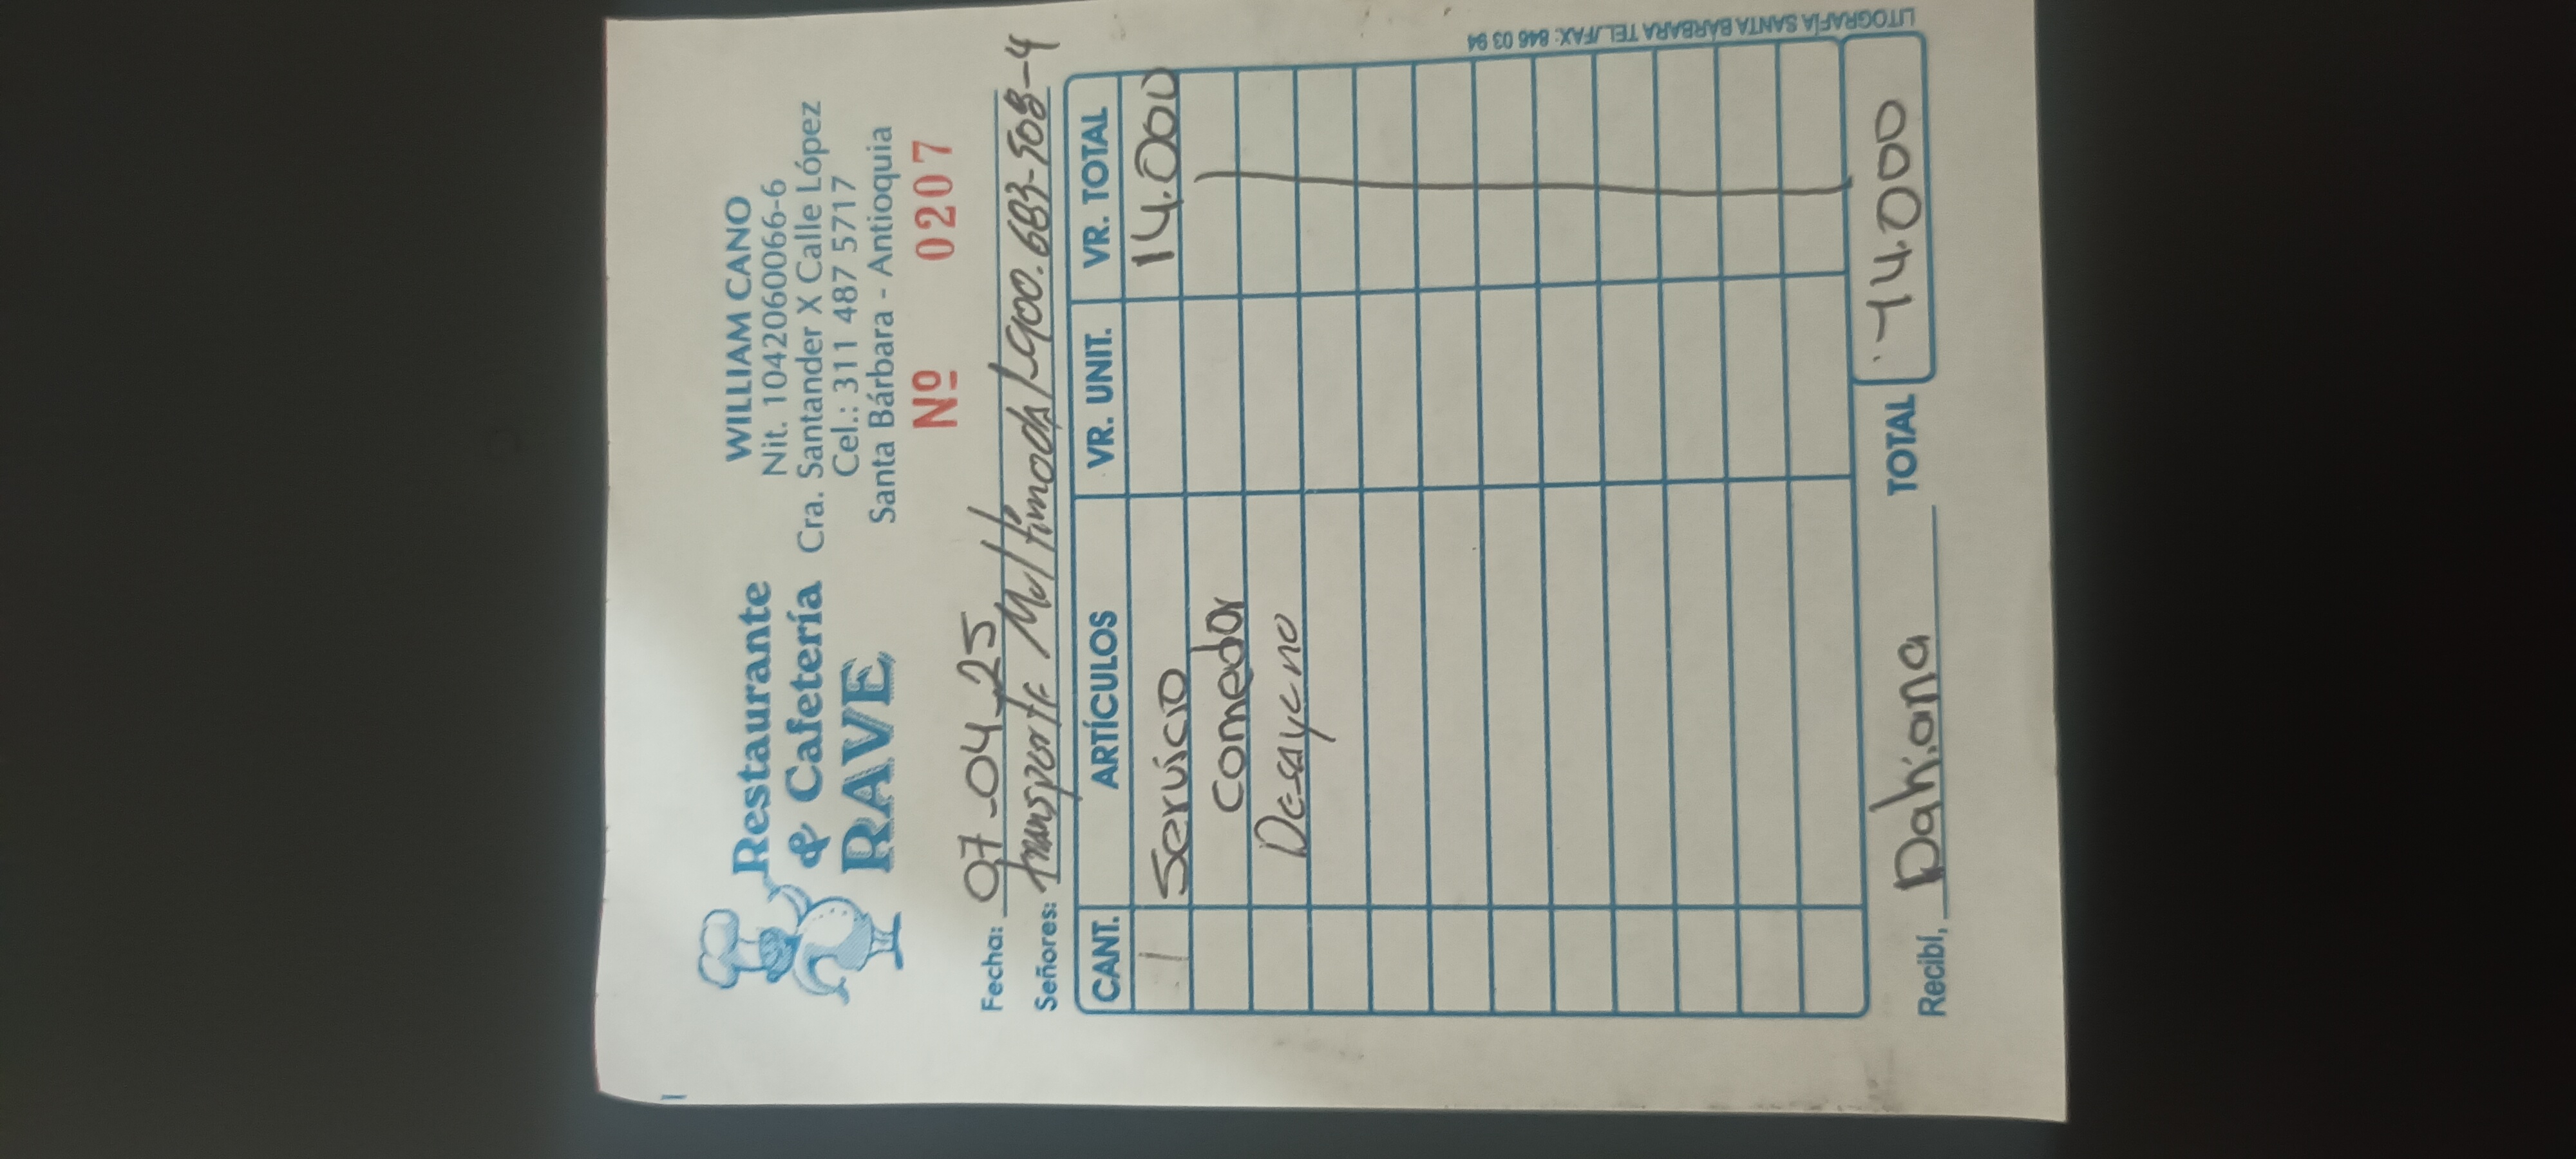 Restaurante
& Cafetería
RAVE
WILLIAM CANO
Nit. 1042060066-6
Cra. Santander X Calle López
Cel.: 311 487 5717
Santa Bárbara - Antioquia
Nº 0207
Fecha: 07-04-25
Señores: Transporte Multimodal 900.683-508-4
CANT. ARTÍCULOS VR. UNIT. VR. TOTAL
1 Servicio 14.000
comedor
Desayuno
Recibí, Dahiana TOTAL 14.000
LITOGRAFÍA SANTA BÁRBARA TEL./FAX: 846 03 94